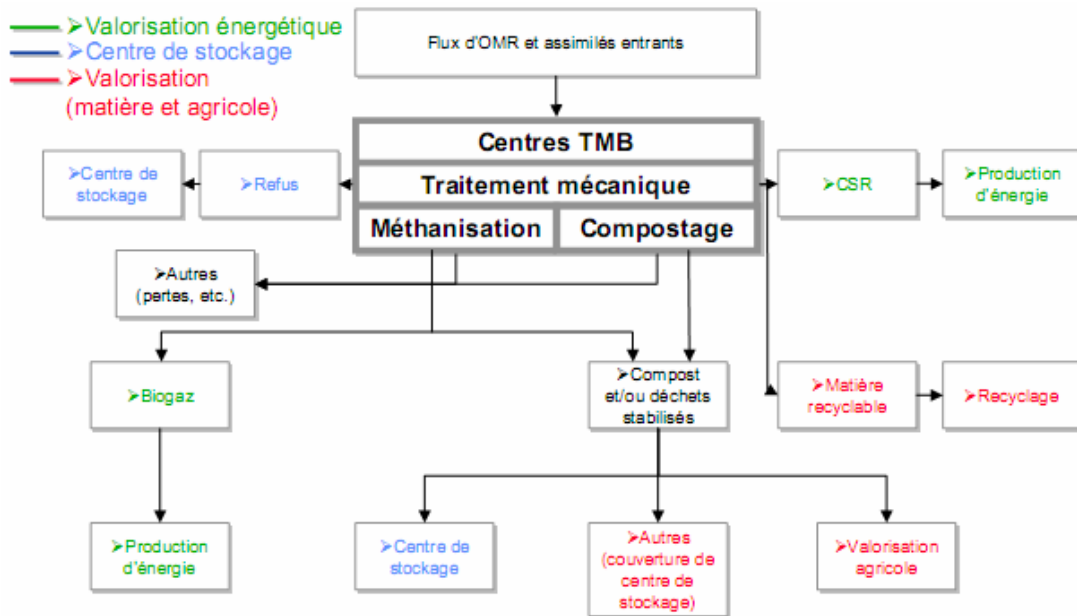 ➢Valorisation énergétique
➢Centre de stockage
➢Valorisation
(matière et agricole)
Flux d'OMR et assimilés entrants
Centres TMB
Traitement mécanique
Méthanisation
Compostage
➢Centre de
stockage
➢Refus
➢CSR
➢Production
d'énergie
➢Autres
(pertes, etc.)
➢Biogaz
➢Compost
et/ou déchets
stabilisés
➢Matière
recyclable
➢Recyclage
➢Production
d'énergie
➢Centre de
stockage
➢Autres
(couverture de
centre de
stockage)
➢Valorisation
agricole